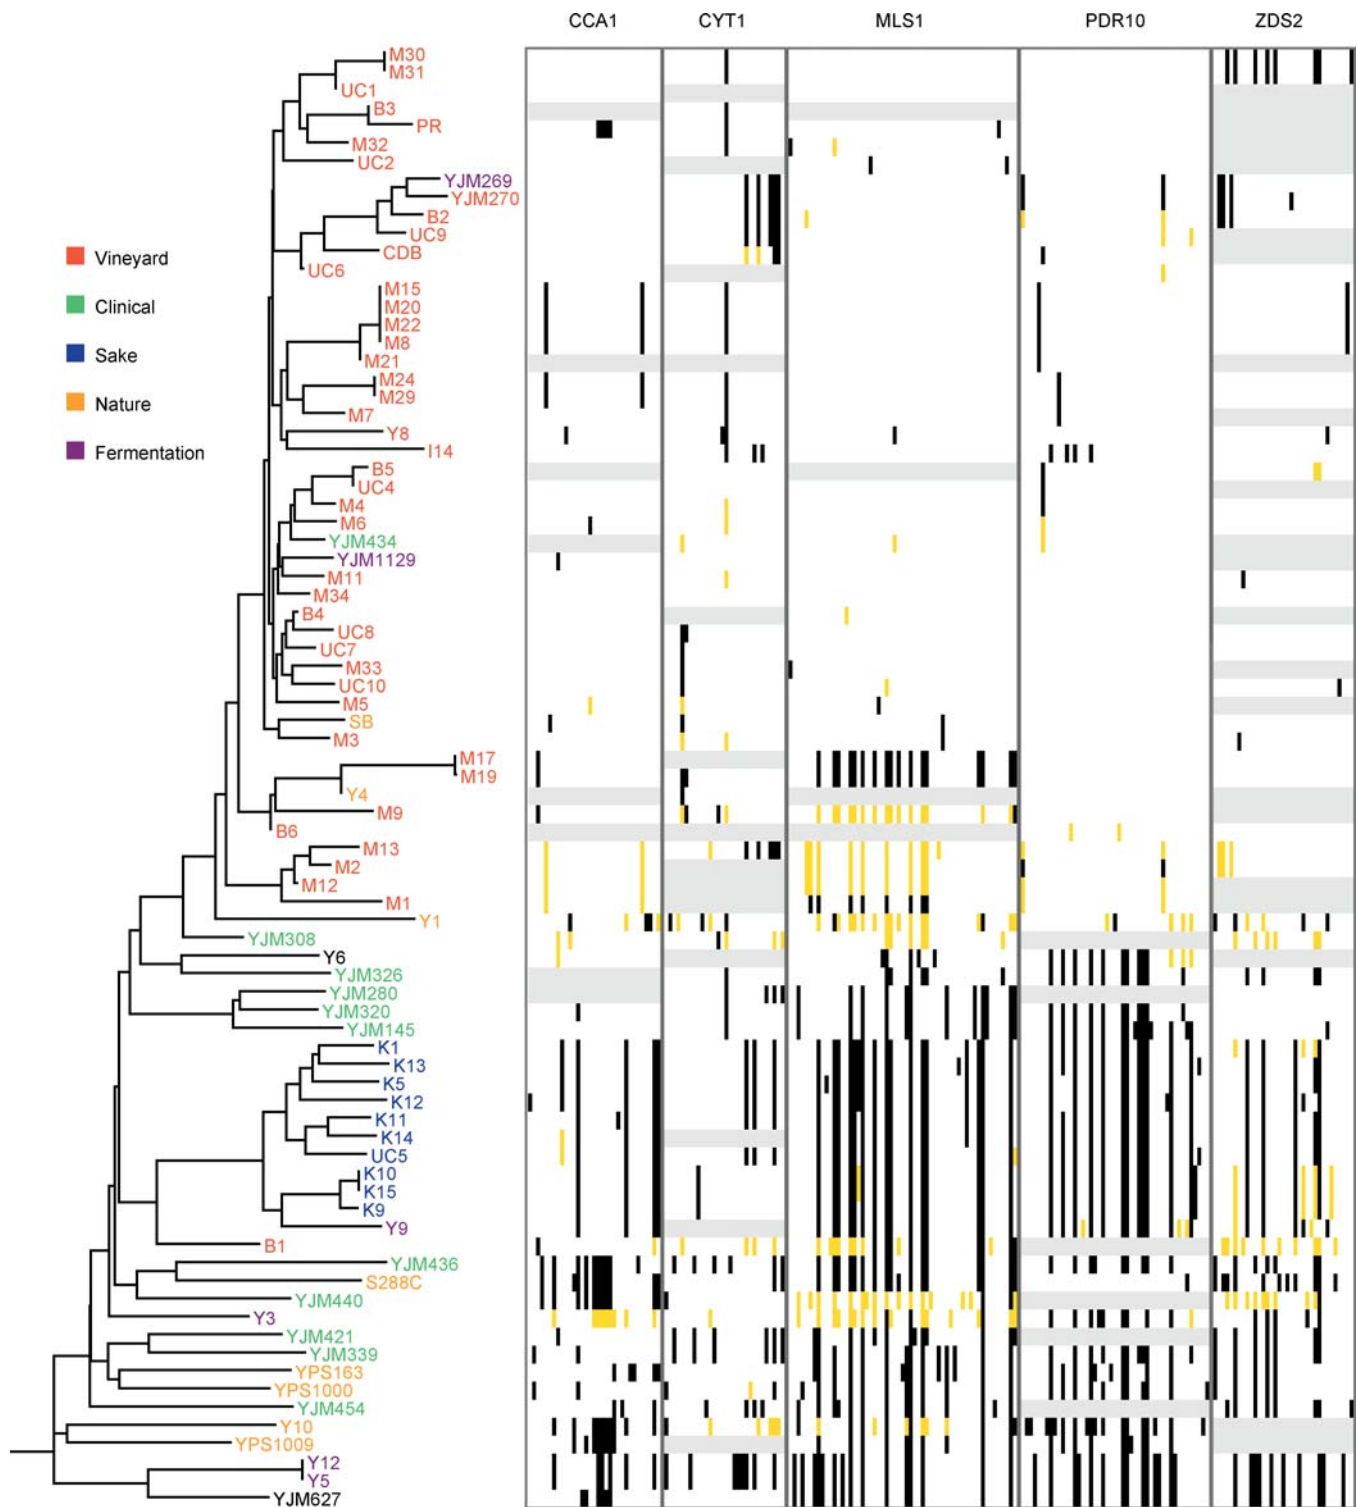 CCA1 CYT1 MLS1 PDR10 ZDS2
M30
M31
UC1
B3
PR
M32
UC2
YJM269
YJM270
B2
UC9
CDB
UC6
M15
M20
M22
M8
M21
M24
M29
M7
Y8
I14
B5
UC4
M4
M6
YJM434
YJM1129
M11
M34
B4
UC8
UC7
M33
UC10
M5
SB
M3
M17
M19
Y4
M9
B6
M13
M2
M12
M1
Y1
YJM308
Y6
YJM326
YJM280
YJM320
YJM145
K1
K13
K5
K12
K11
K14
UC5
K10
K15
K9
Y9
B1
YJM436
S288C
YJM440
Y3
YJM421
YJM339
YPS163
YPS1000
YJM454
Y10
YPS1009
Y12
Y5
YJM627
Vineyard
Clinical
Sake
Nature
Fermentation